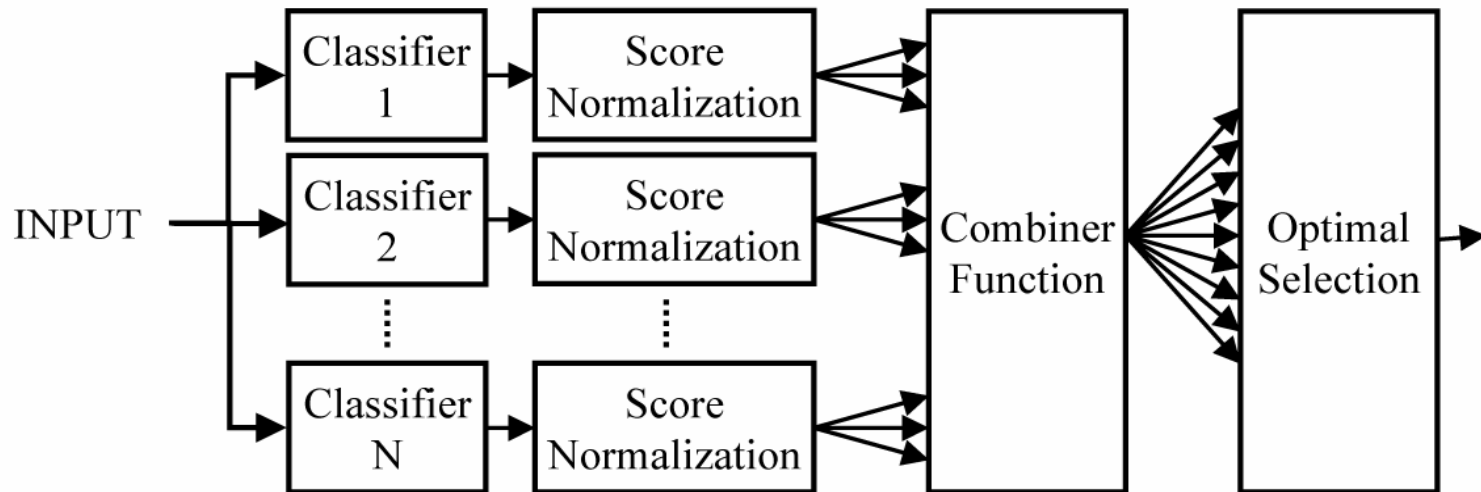 Classifier
1
Score
Normalization
INPUT
Classifier
2
Score
Normalization
Classifier
N
Score
Normalization
Combiner
Function
Optimal
Selection